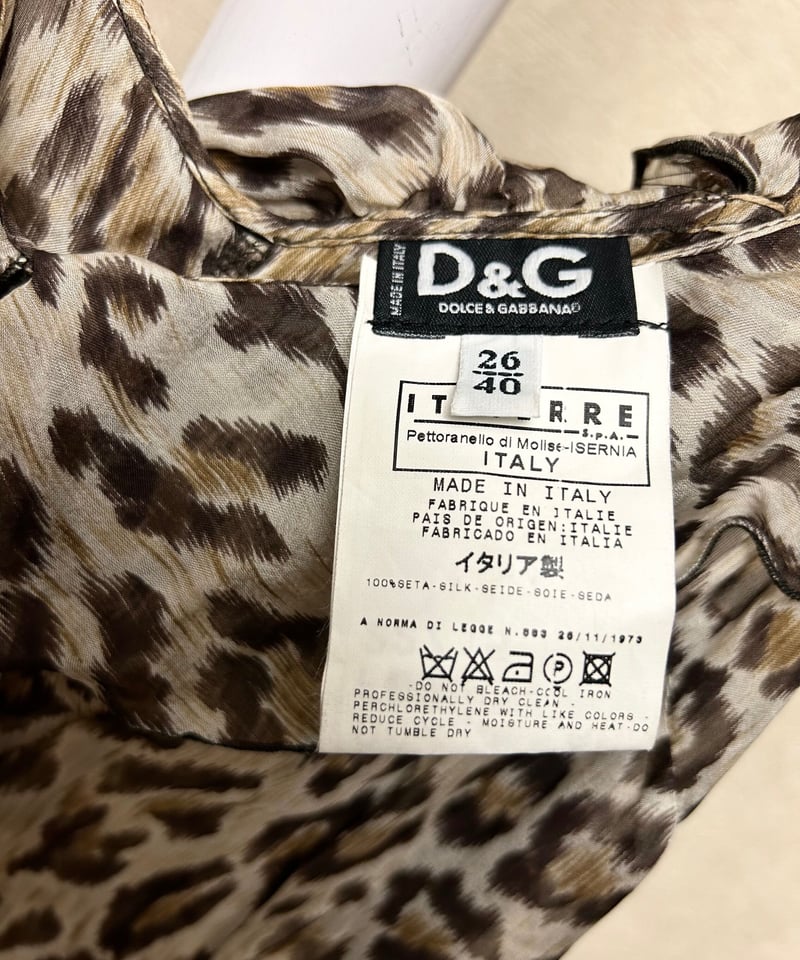 MADE IN ITALY
D&G
DOLCE & GABBANA
26
40
S.p.A.
Pettoranello di Molise-ISERNIA
ITALY
MADE IN ITALY
FABRIQUE EN ITALIE
PAIS DE ORIGEN:ITALIE
FABRICADO EN ITALIA
イタリア製
100%SETA-SILK-SEIDE-SOIE-SEDA
A NORMA DI LEGGE N.883 26/11/1973
P
-DO NOT BLEACH-COOL IRON
PROFESSIONALLY DRY CLEAN -
PERCHLORETHYLENE WITH LIKE COLORS -
REDUCE CYCLE - MOISTURE AND HEAT-DO
NOT TUMBLE DRY